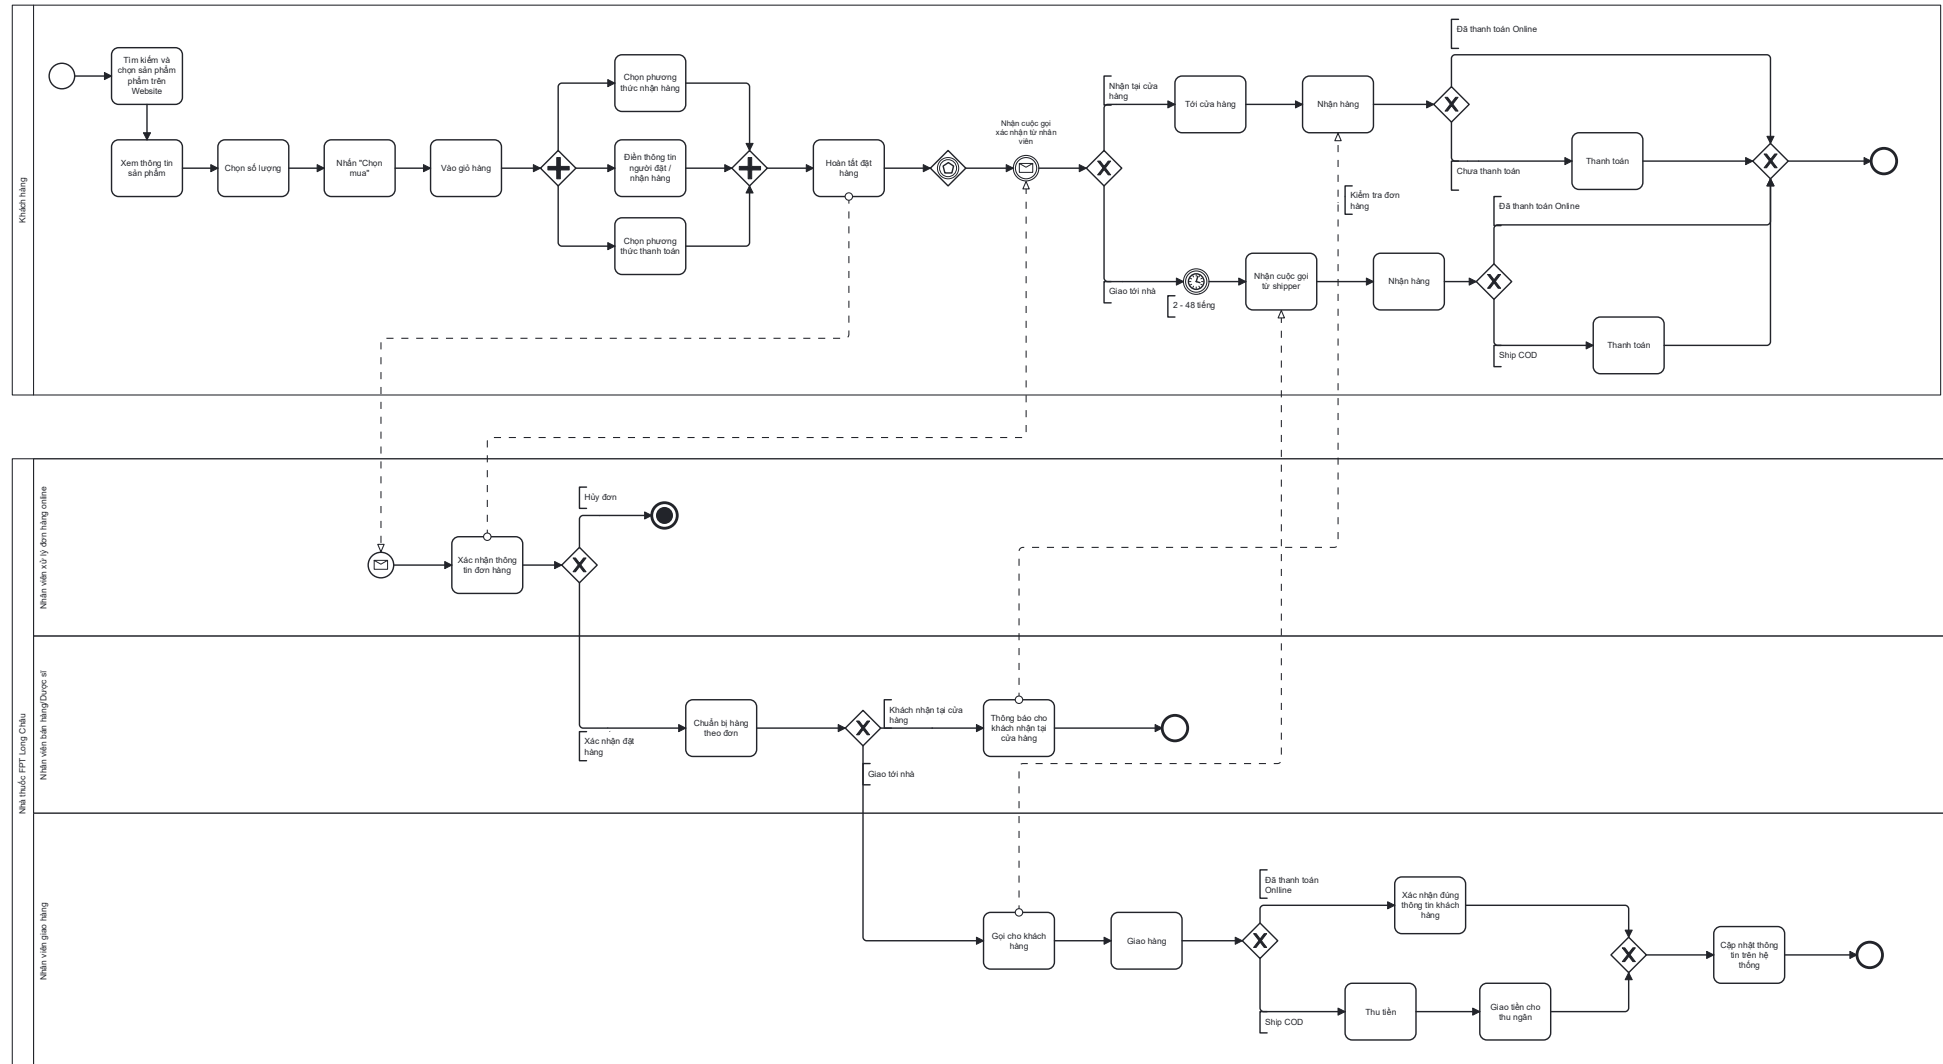 Khách hàng
Tìm kiếm và
chọn sản phẩm
phẩm trên
Website
Xem thông tin
sản phẩm
Chọn số lượng
Nhấn "Chọn
mua"
Vào giỏ hàng
Chọn phương
thức nhận hàng
Điền thông tin
người đặt /
nhận hàng
Chọn phương
thức thanh toán
Hoàn tất đặt
hàng
Nhận cuộc gọi
xác nhận từ nhân
viên
Nhận tại cửa
hàng
Tới cửa hàng
Nhận hàng
Đã thanh toán Online
Chưa thanh toán
Thanh toán
Kiểm tra đơn
hàng
Giao tới nhà
2 - 48 tiếng
Nhận cuộc gọi
từ shipper
Nhận hàng
Đã thanh toán Online
Ship COD
Thanh toán
Nhà thuốc FPT Long Châu
Nhân viên xử lý đơn hàng online
Xác nhận thông
tin đơn hàng
Hủy đơn
Xác nhận đặt
hàng
Nhân viên bán hàng/Dược sĩ
Chuẩn bị hàng
theo đơn
Khách nhận tại cửa
hàng
Thông báo cho
khách nhận tại
cửa hàng
Giao tới nhà
Nhân viên giao hàng
Gọi cho khách
hàng
Giao hàng
Đã thanh toán
Onlline
Xác nhận đúng
thông tin khách
hàng
Ship COD
Thu tiền
Giao tiền cho
thu ngân
Cập nhật thông
tin trên hệ
thống